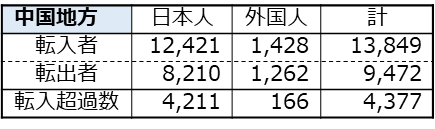 中国地方 日本人 外国人 計
転入者 12,421 1,428 13,849
転出者 8,210 1,262 9,472
転入超過数 4,211 166 4,377